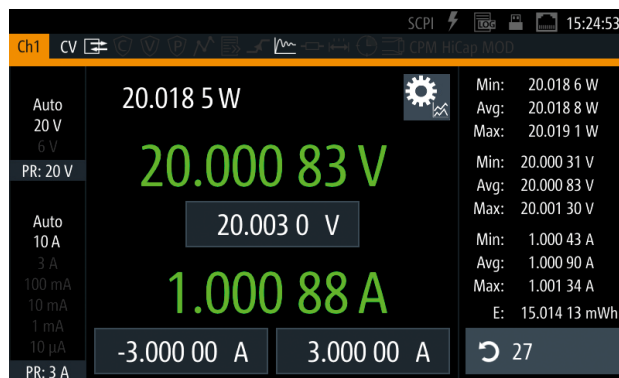 SCPI LOG 15:24:53
Ch1 CV C V P CPM HiCap MOD
Auto
20 V
6 V
PR: 20 V
Auto
10 A
3 A
100 mA
10 mA
1 mA
10 µA
PR: 3 A
20.018 5 W
20.000 83 V
20.003 0 V
1.000 88 A
-3.000 00 A
3.000 00 A
Min: 20.018 6 W
Avg: 20.018 8 W
Max: 20.019 1 W
Min: 20.000 31 V
Avg: 20.000 83 V
Max: 20.001 30 V
Min: 1.000 43 A
Avg: 1.000 90 A
Max: 1.001 34 A
E: 15.014 13 mWh
27